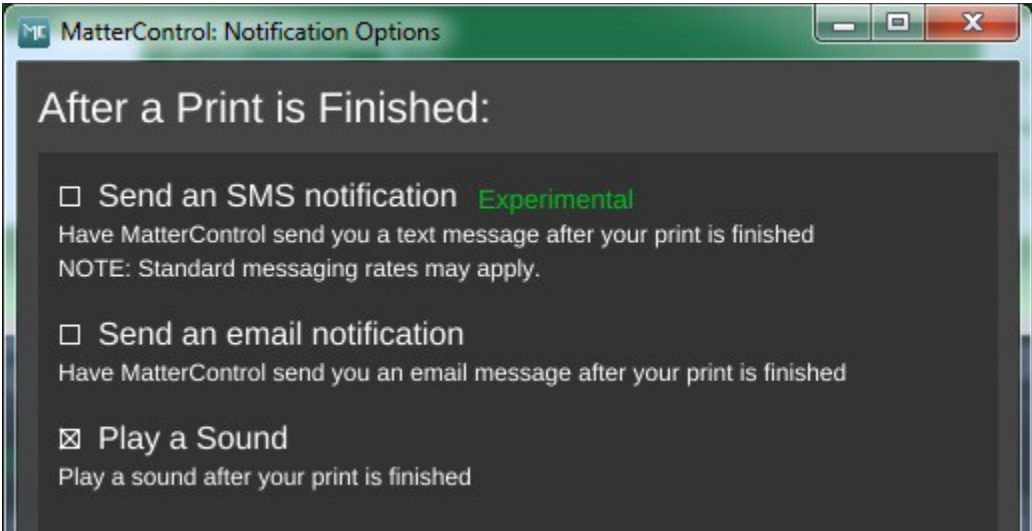 MC MatterControl: Notification Options
After a Print is Finished:
Send an SMS notification Experimental
Have MatterControl send you a text message after your print is finished
NOTE: Standard messaging rates may apply.
Send an email notification
Have MatterControl send you an email message after your print is finished
Play a Sound
Play a sound after your print is finished